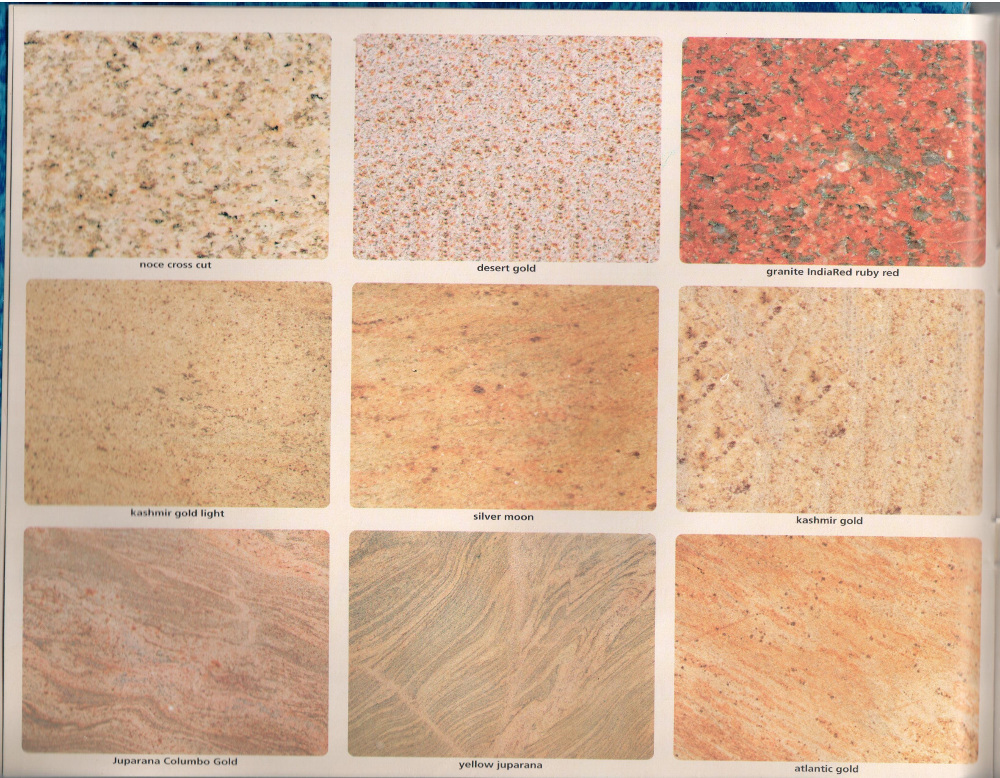 noce cross cut
desert gold
granite IndiaRed ruby red
kashmir gold light
silver moon
kashmir gold
Juparana Columbo Gold
yellow juparana
atlantic gold